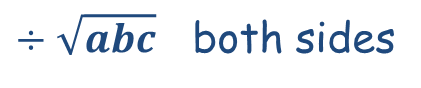 ÷ √abc both sides